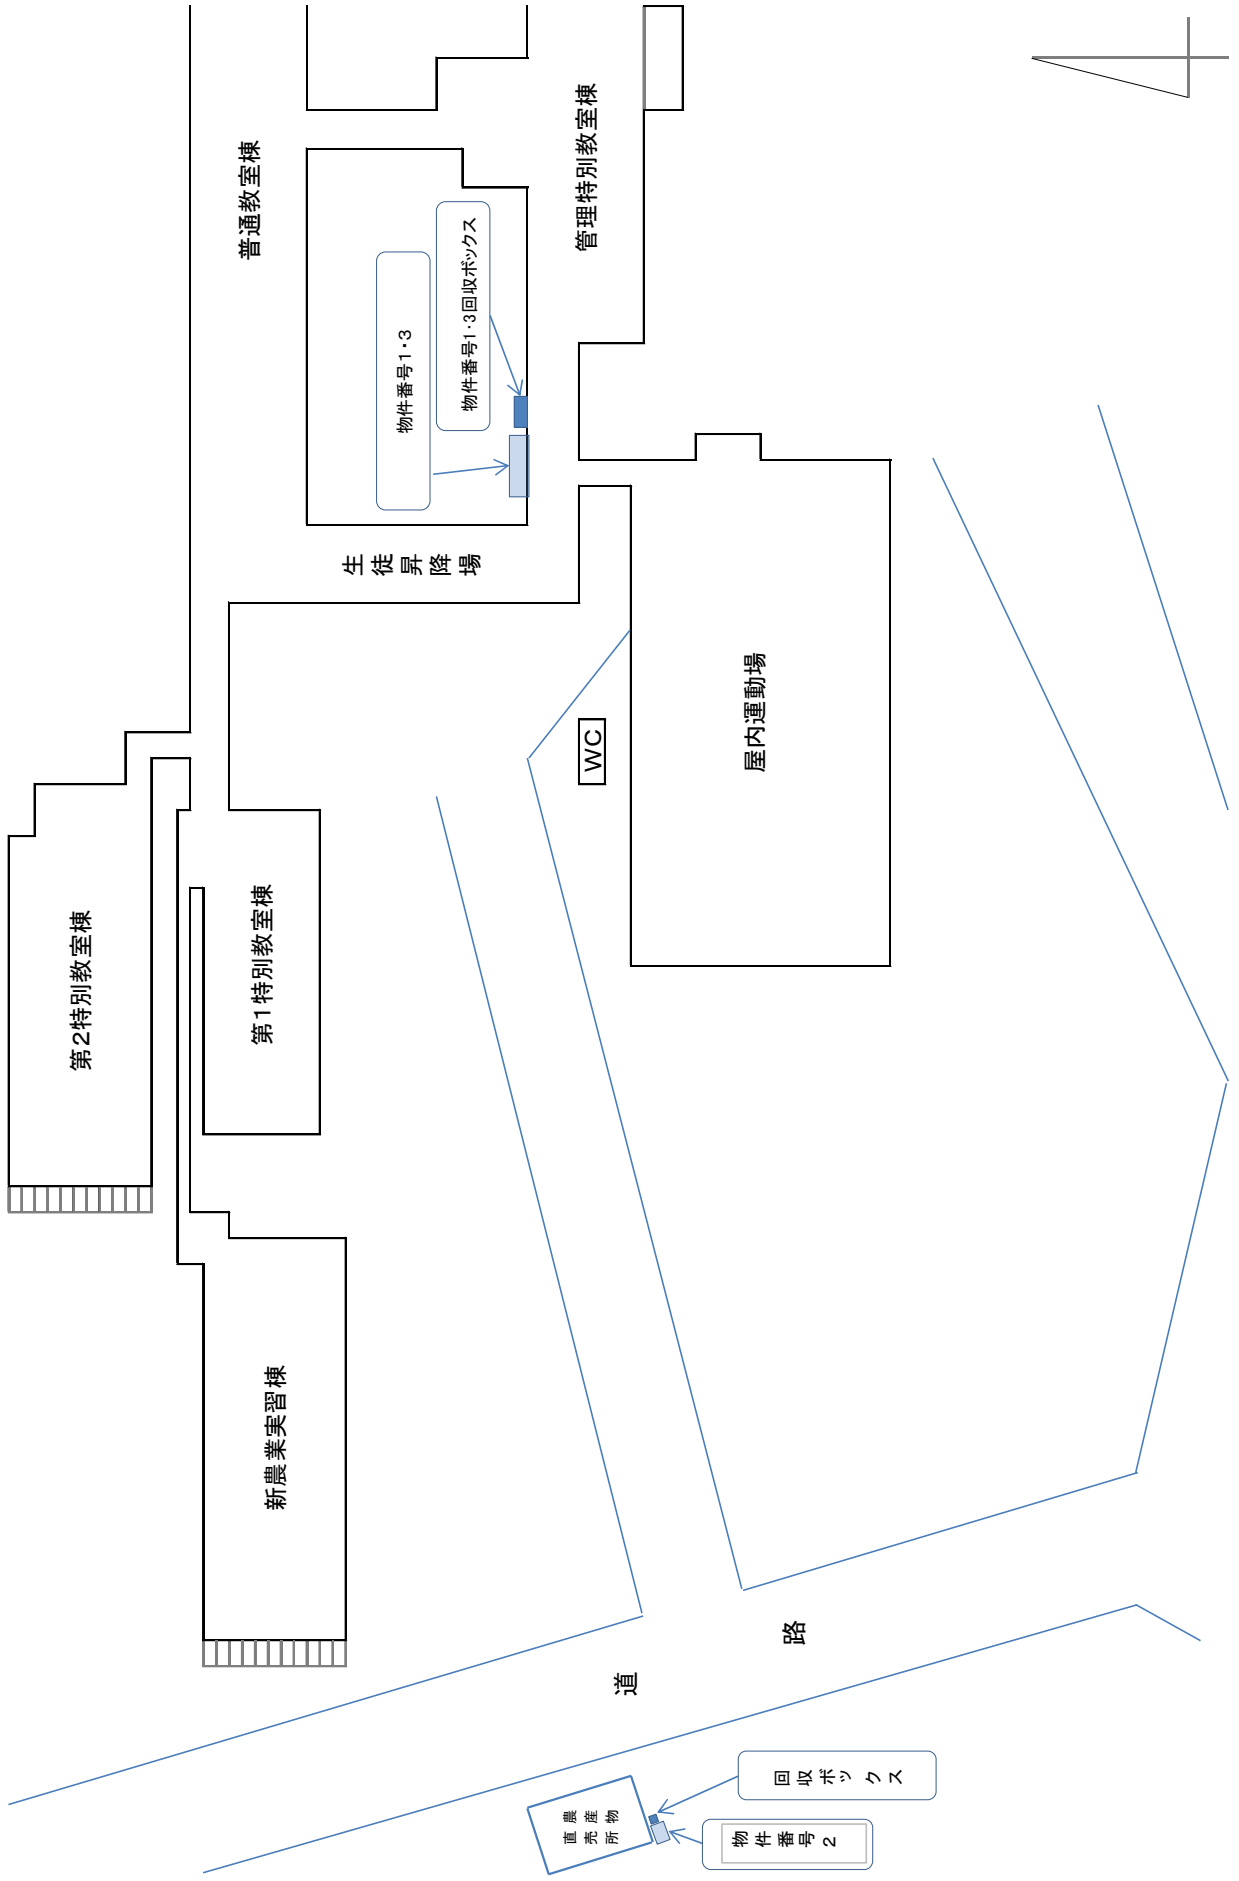 普通教室棟
管理特別教室棟
物件番号1・3
物件番号1・3回収ボックス
生徒昇降場
WC
屋内運動場
第2特別教室棟
第1特別教室棟
新農業実習棟
道
路
農産物
直売所
回収ボックス
物件番号2